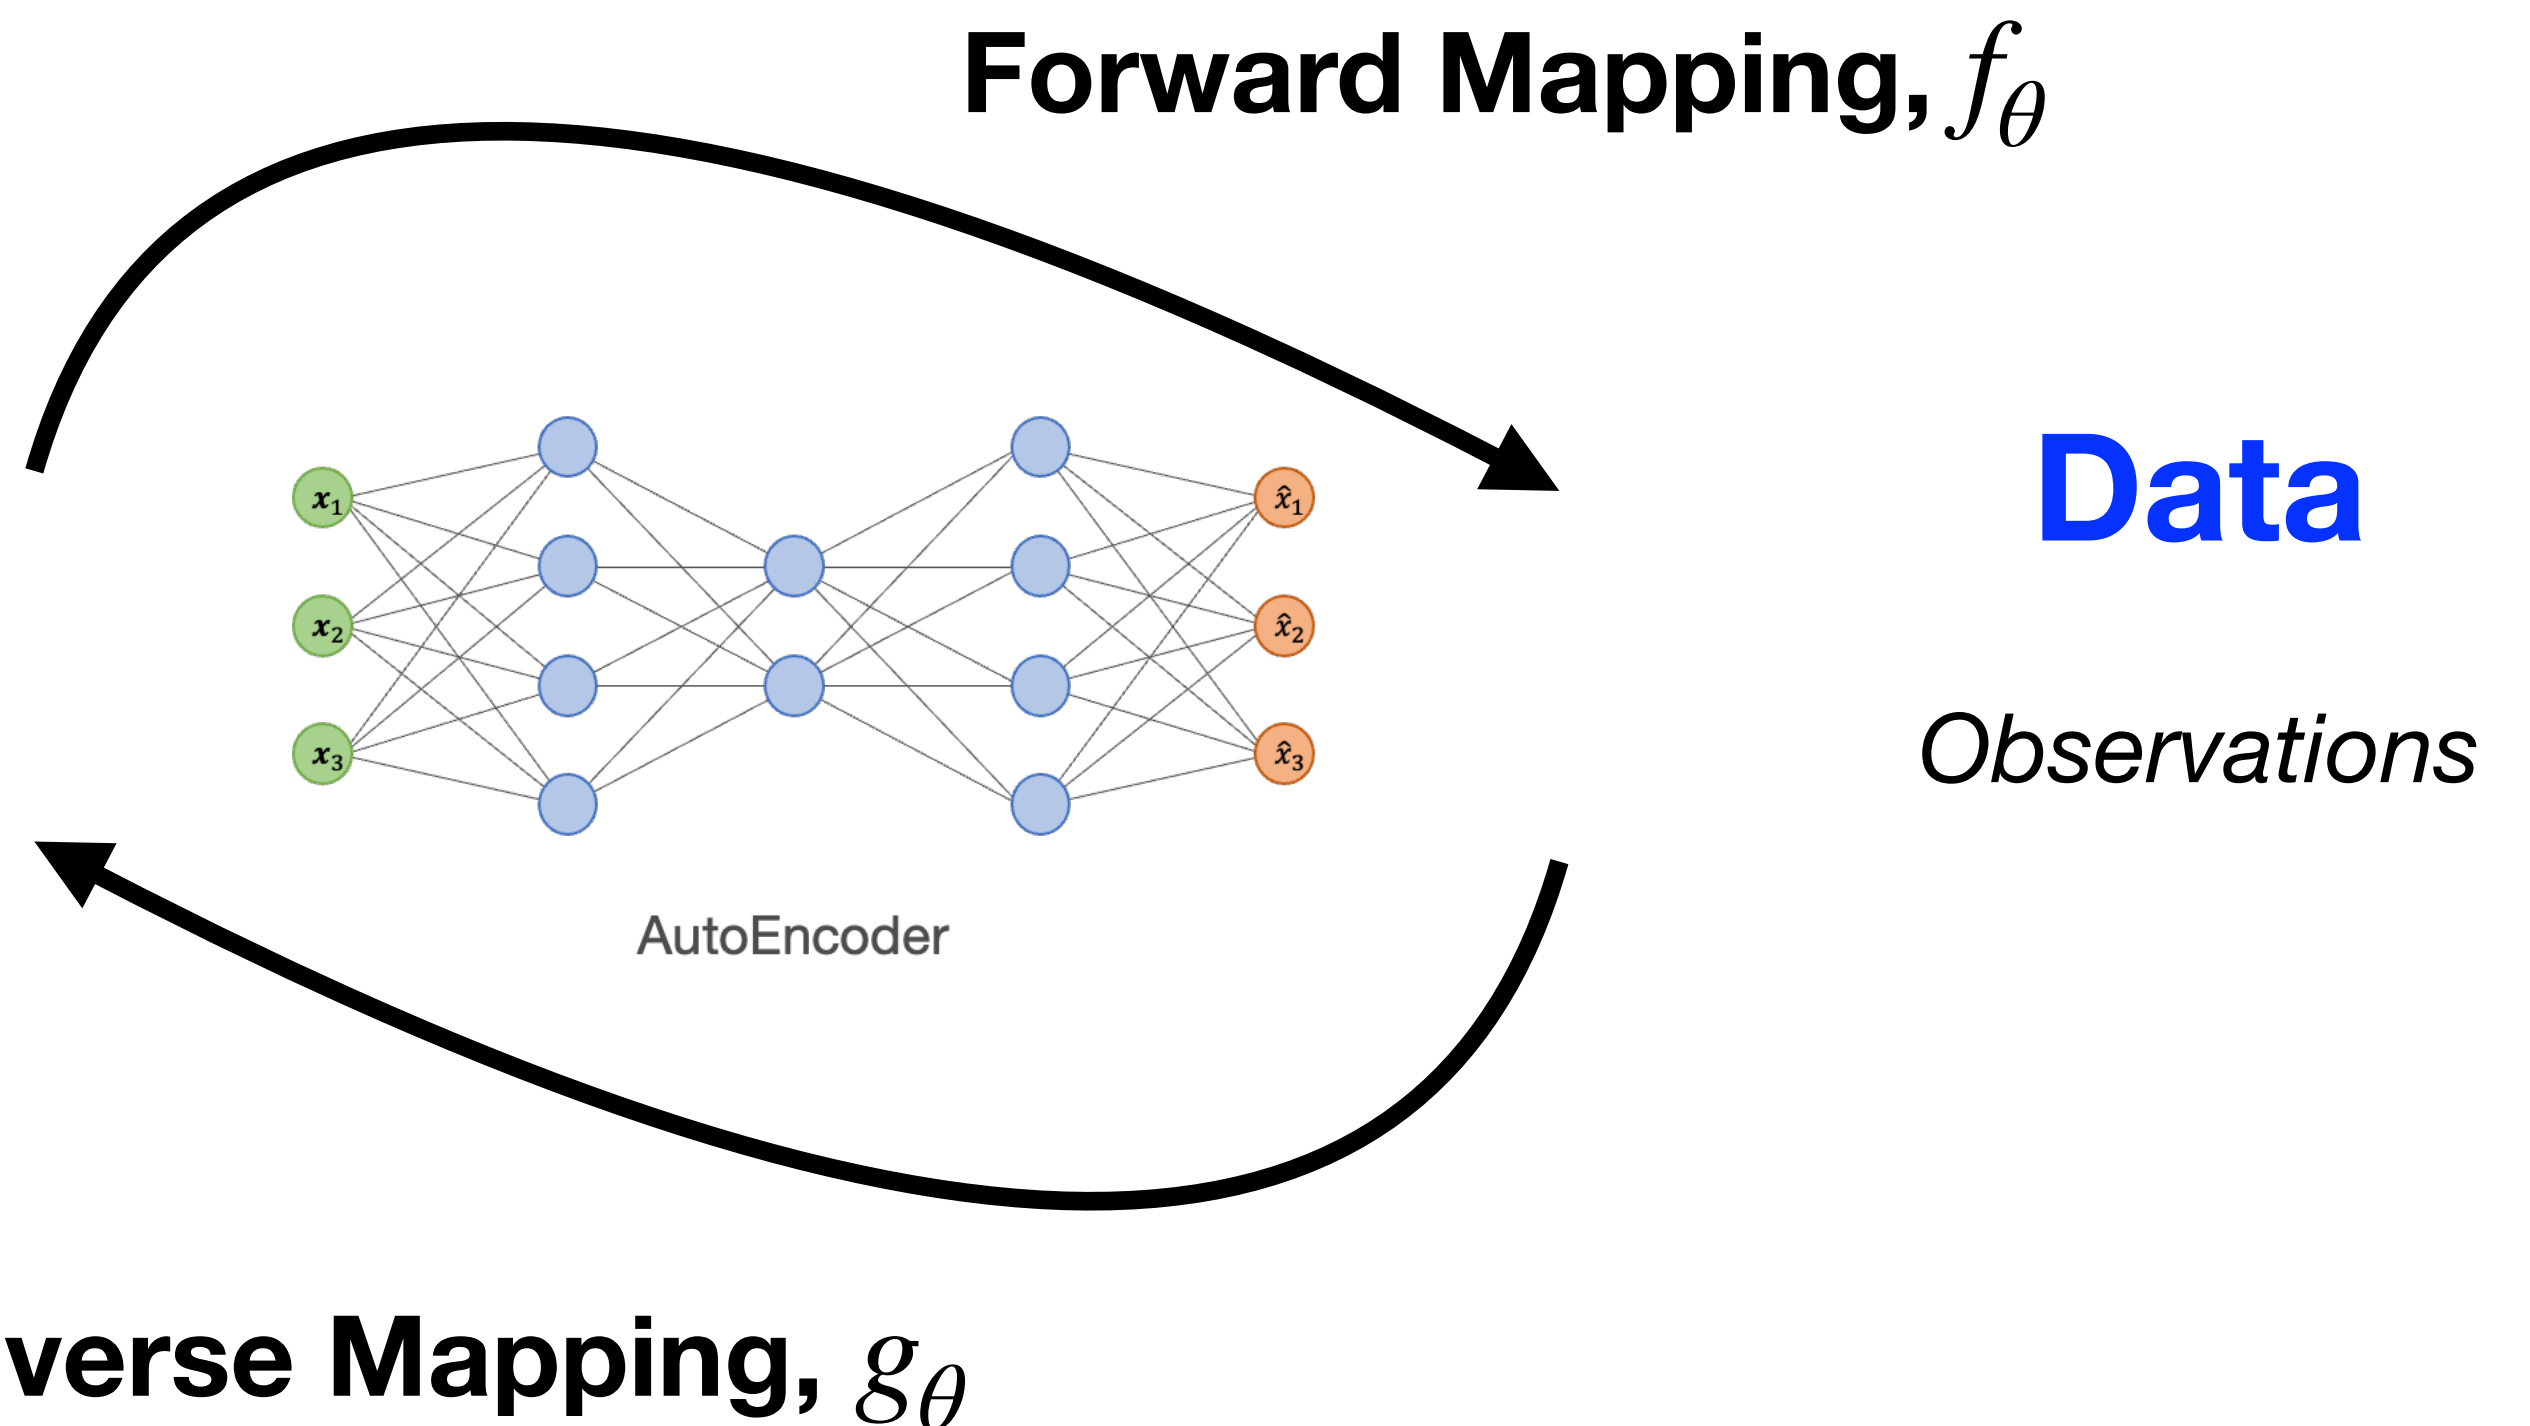 Forward Mapping, fθ
x1
x̂1
Data
x2
x̂2
Observations
x3
x̂3
AutoEncoder
verse Mapping, gθ